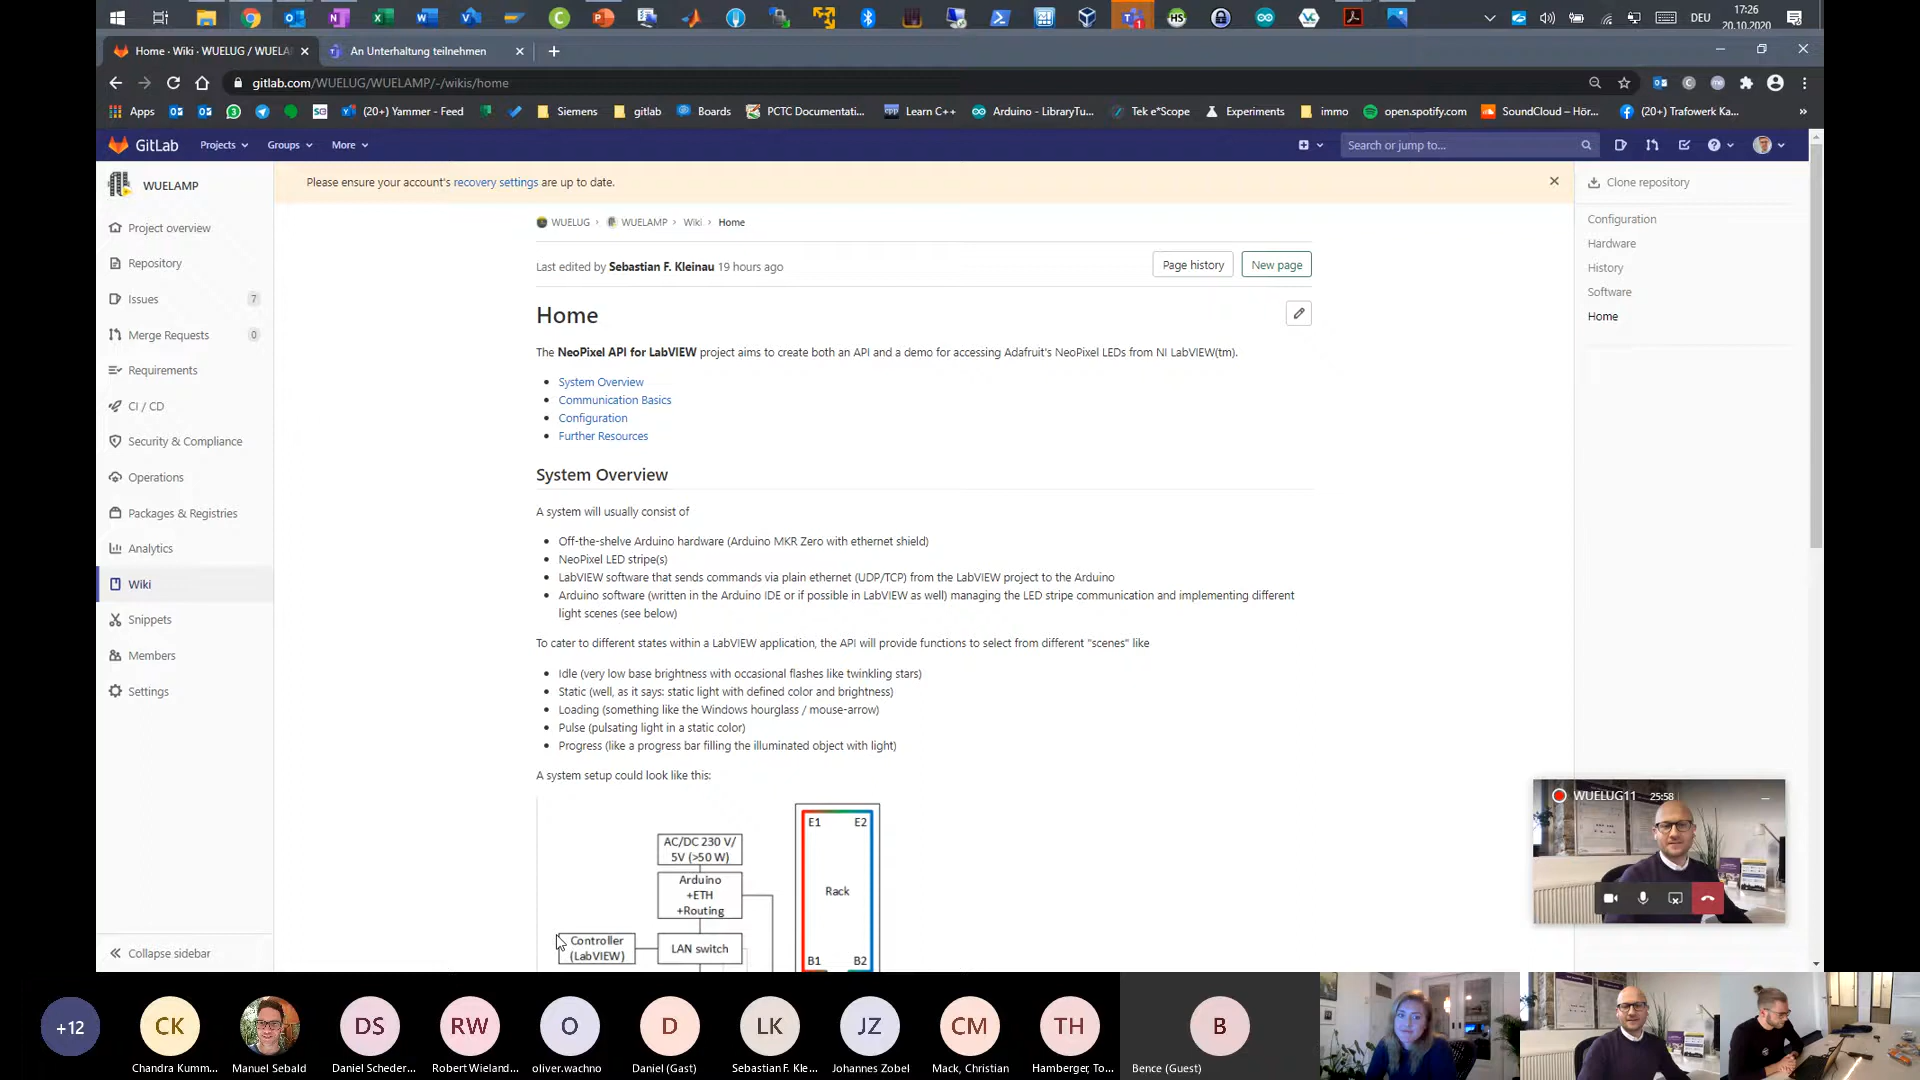 DEU
17:26
20.10.2020
Home · Wiki · WUELUG / WUELA
An Unterhaltung teilnehmen
gitlab.com/WUELUG/WUELAMP/-/wikis/home
Apps
(20+) Yammer - Feed
Siemens
gitlab
Boards
PCTC Documentati...
Learn C++
Arduino - LibraryTu...
Tek e*Scope
Experiments
immo
open.spotify.com
SoundCloud – Hör...
(20+) Trafowerk Ka...
GitLab
Projects
Groups
More
Search or jump to...
WUELAMP
Project overview
Repository
Issues 7
Merge Requests 0
Requirements
CI / CD
Security & Compliance
Operations
Packages & Registries
Analytics
Wiki
Snippets
Members
Settings
Collapse sidebar
Please ensure your account's recovery settings are up to date.
WUELUG › WUELAMP › Wiki › Home
Last edited by Sebastian F. Kleinau 19 hours ago
Page history
New page
Home
The NeoPixel API for LabVIEW project aims to create both an API and a demo for accessing Adafruit's NeoPixel LEDs from NI LabVIEW(tm).
System Overview
Communication Basics
Configuration
Further Resources
System Overview
A system will usually consist of
Off-the-shelve Arduino hardware (Arduino MKR Zero with ethernet shield)
NeoPixel LED stripe(s)
LabVIEW software that sends commands via plain ethernet (UDP/TCP) from the LabVIEW project to the Arduino
Arduino software (written in the Arduino IDE or if possible in LabVIEW as well) managing the LED stripe communication and implementing different
light scenes (see below)
To cater to different states within a LabVIEW application, the API will provide functions to select from different "scenes" like
Idle (very low base brightness with occasional flashes like twinkling stars)
Static (well, as it says: static light with defined color and brightness)
Loading (something like the Windows hourglass / mouse-arrow)
Pulse (pulsating light in a static color)
Progress (like a progress bar filling the illuminated object with light)
A system setup could look like this:
AC/DC 230 V/
5V (>50 W)
Arduino
+ETH
+Routing
Controller
(LabVIEW)
LAN switch
E1
E2
Rack
B1
B2
Clone repository
Configuration
Hardware
History
Software
Home
WUELUG11 25:58
+12
CK
DS
RW
O
D
LK
JZ
CM
TH
B
Chandra Kumm...
Manuel Sebald
Daniel Scheder...
Robert Wieland...
oliver.wachno
Daniel (Gast)
Sebastian F. Kle...
Johannes Zobel
Mack, Christian
Hamberger, To...
Bence (Guest)